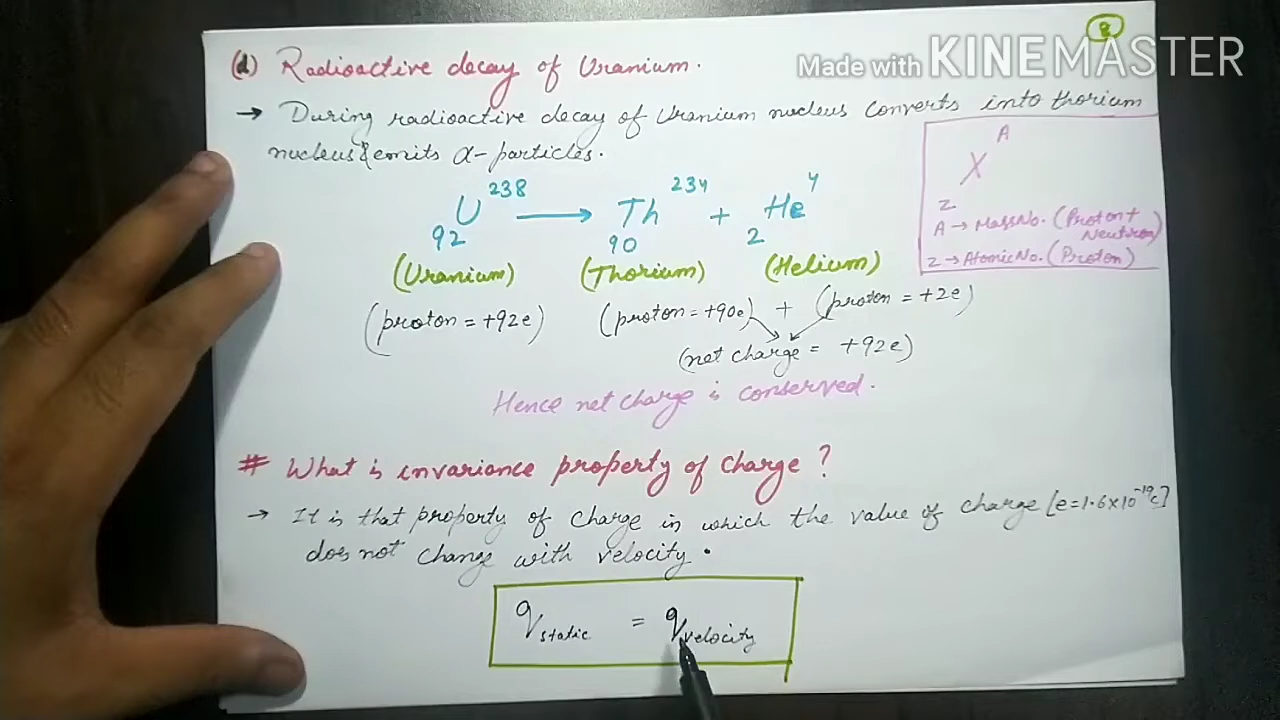 8
Made with KINEMASTER
(d) Radioactive decay of Uranium.
→ During radioactive decay of Uranium nucleus converts into thorium
nucleus & emits α-particles.
₉₂U²³⁸ → ₉₀Th²³⁴ + ₂He⁴
(Uranium) (Thorium) (Helium)
(proton = +92e) (proton = +90e) + (proton = +2e)
(net charge = +92e)
Hence net charge is conserved.
A
X
Z
A → Mass No. (Proton +
Neutron)
Z → Atomic No. (Proton)
# What is invariance property of charge ?
→ It is that property of charge in which the value of charge [e=1.6×10⁻¹⁹c]
does not change with velocity.
q static = q velocity